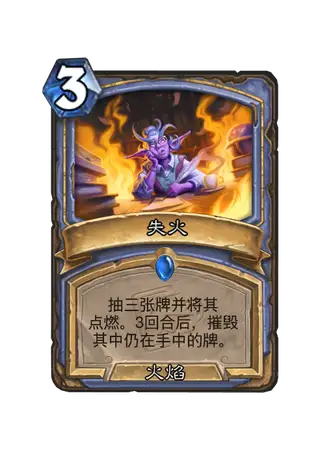 3
失火
抽三张牌并将其
点燃。3回合后，摧毁
其中仍在手中的牌。
火焰